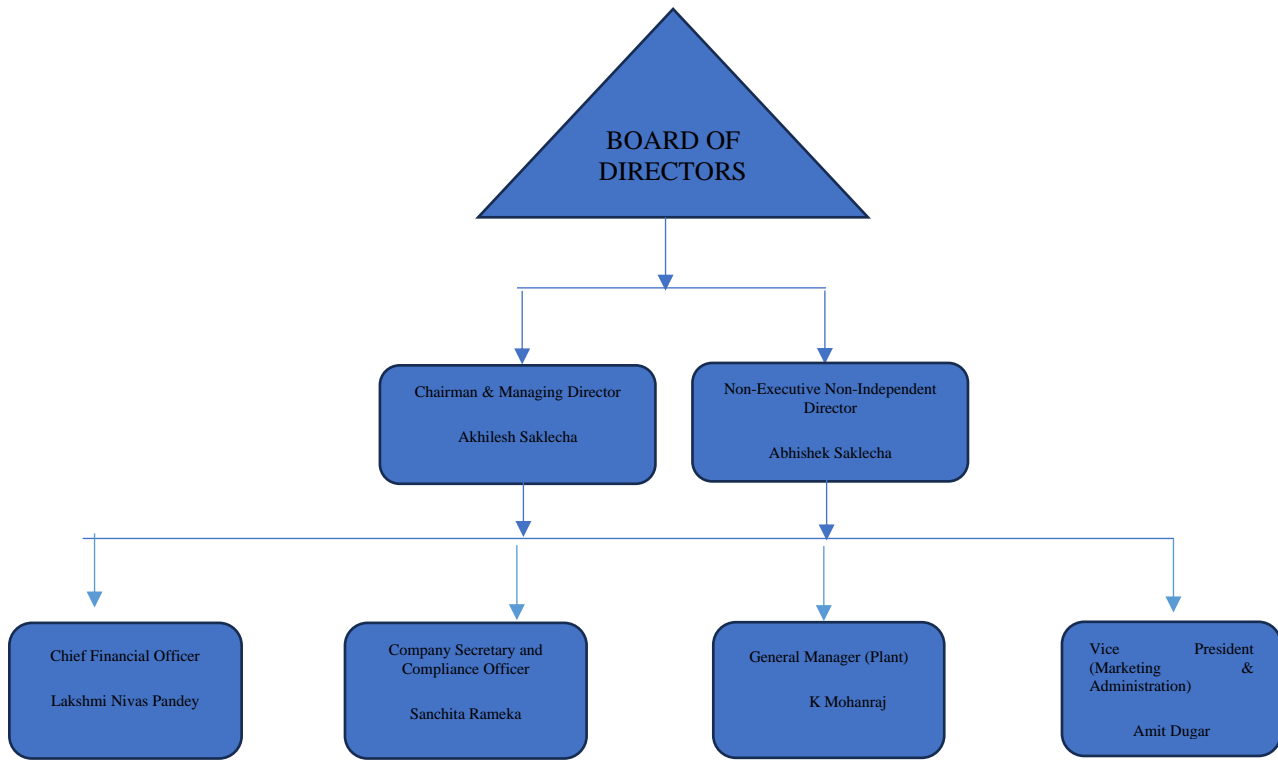 BOARD OF
DIRECTORS
Chairman & Managing Director
Akhilesh Saklecha
Non-Executive Non-Independent
Director
Abhishek Saklecha
Chief Financial Officer
Lakshmi Nivas Pandey
Company Secretary and
Compliance Officer
Sanchita Rameka
General Manager (Plant)
K Mohanraj
Vice President
(Marketing &
Administration)
Amit Dugar